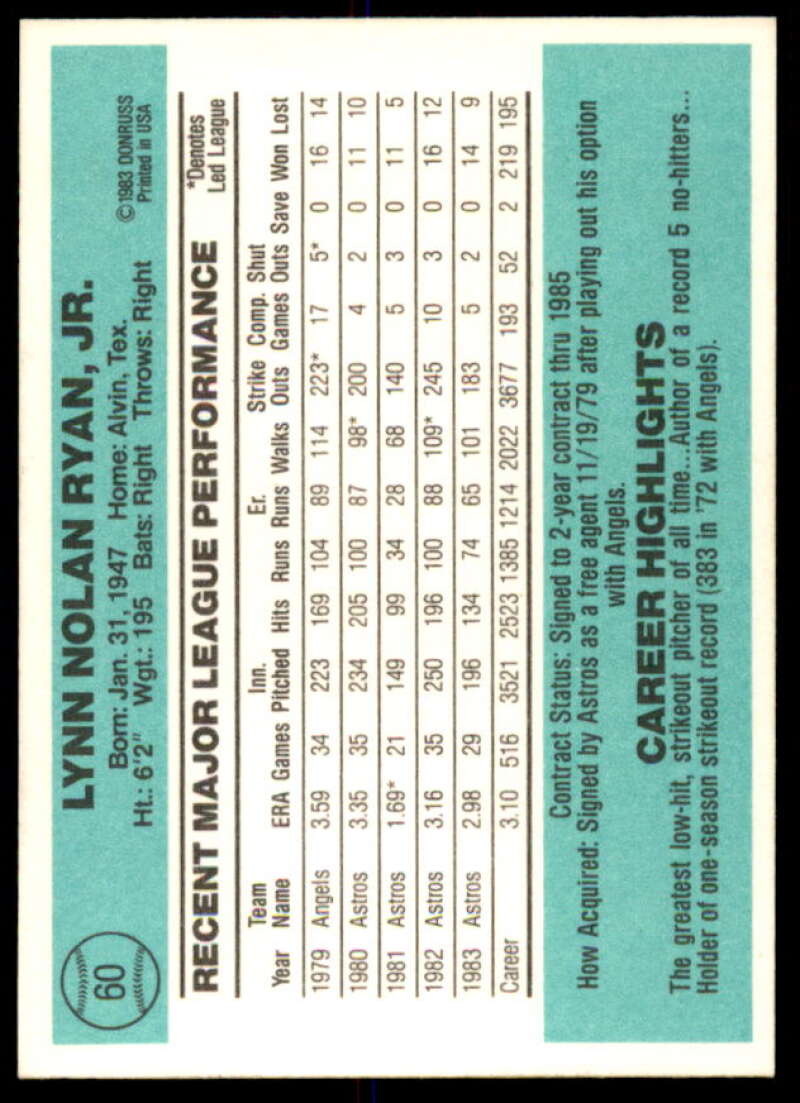 60
LYNN NOLAN RYAN, JR.
Born: Jan. 31, 1947 Home: Alvin, Tex.
Ht.: 6'2" Wgt.: 195 Bats: Right Throws: Right
©1983 DONRUSS
Printed in USA
RECENT MAJOR LEAGUE PERFORMANCE
*Denotes
Led League
Team Inn. Er. Strike Comp. Shut
Year Name ERA Games Pitched Hits Runs Runs Walks Outs Games Outs Save Won Lost
1979 Angels 3.59 34 223 169 104 89 114 223* 17 5* 0 16 14
1980 Astros 3.35 35 234 205 100 87 98* 200 4 2 0 11 10
1981 Astros 1.69* 21 149 99 34 28 68 140 5 3 0 11 5
1982 Astros 3.16 35 250 196 100 88 109* 245 10 3 0 16 12
1983 Astros 2.98 29 196 134 74 65 101 183 5 2 0 14 9
Career 3.10 516 3521 2523 1385 1214 2022 3677 193 52 2 219 195
Contract Status: Signed to 2-year contract thru 1985
How Acquired: Signed by Astros as a free agent 11/19/79 after playing out his option
with Angels.
CAREER HIGHLIGHTS
The greatest low-hit, strikeout pitcher of all time...Author of a record 5 no-hitters...
Holder of one-season strikeout record (383 in '72 with Angels).